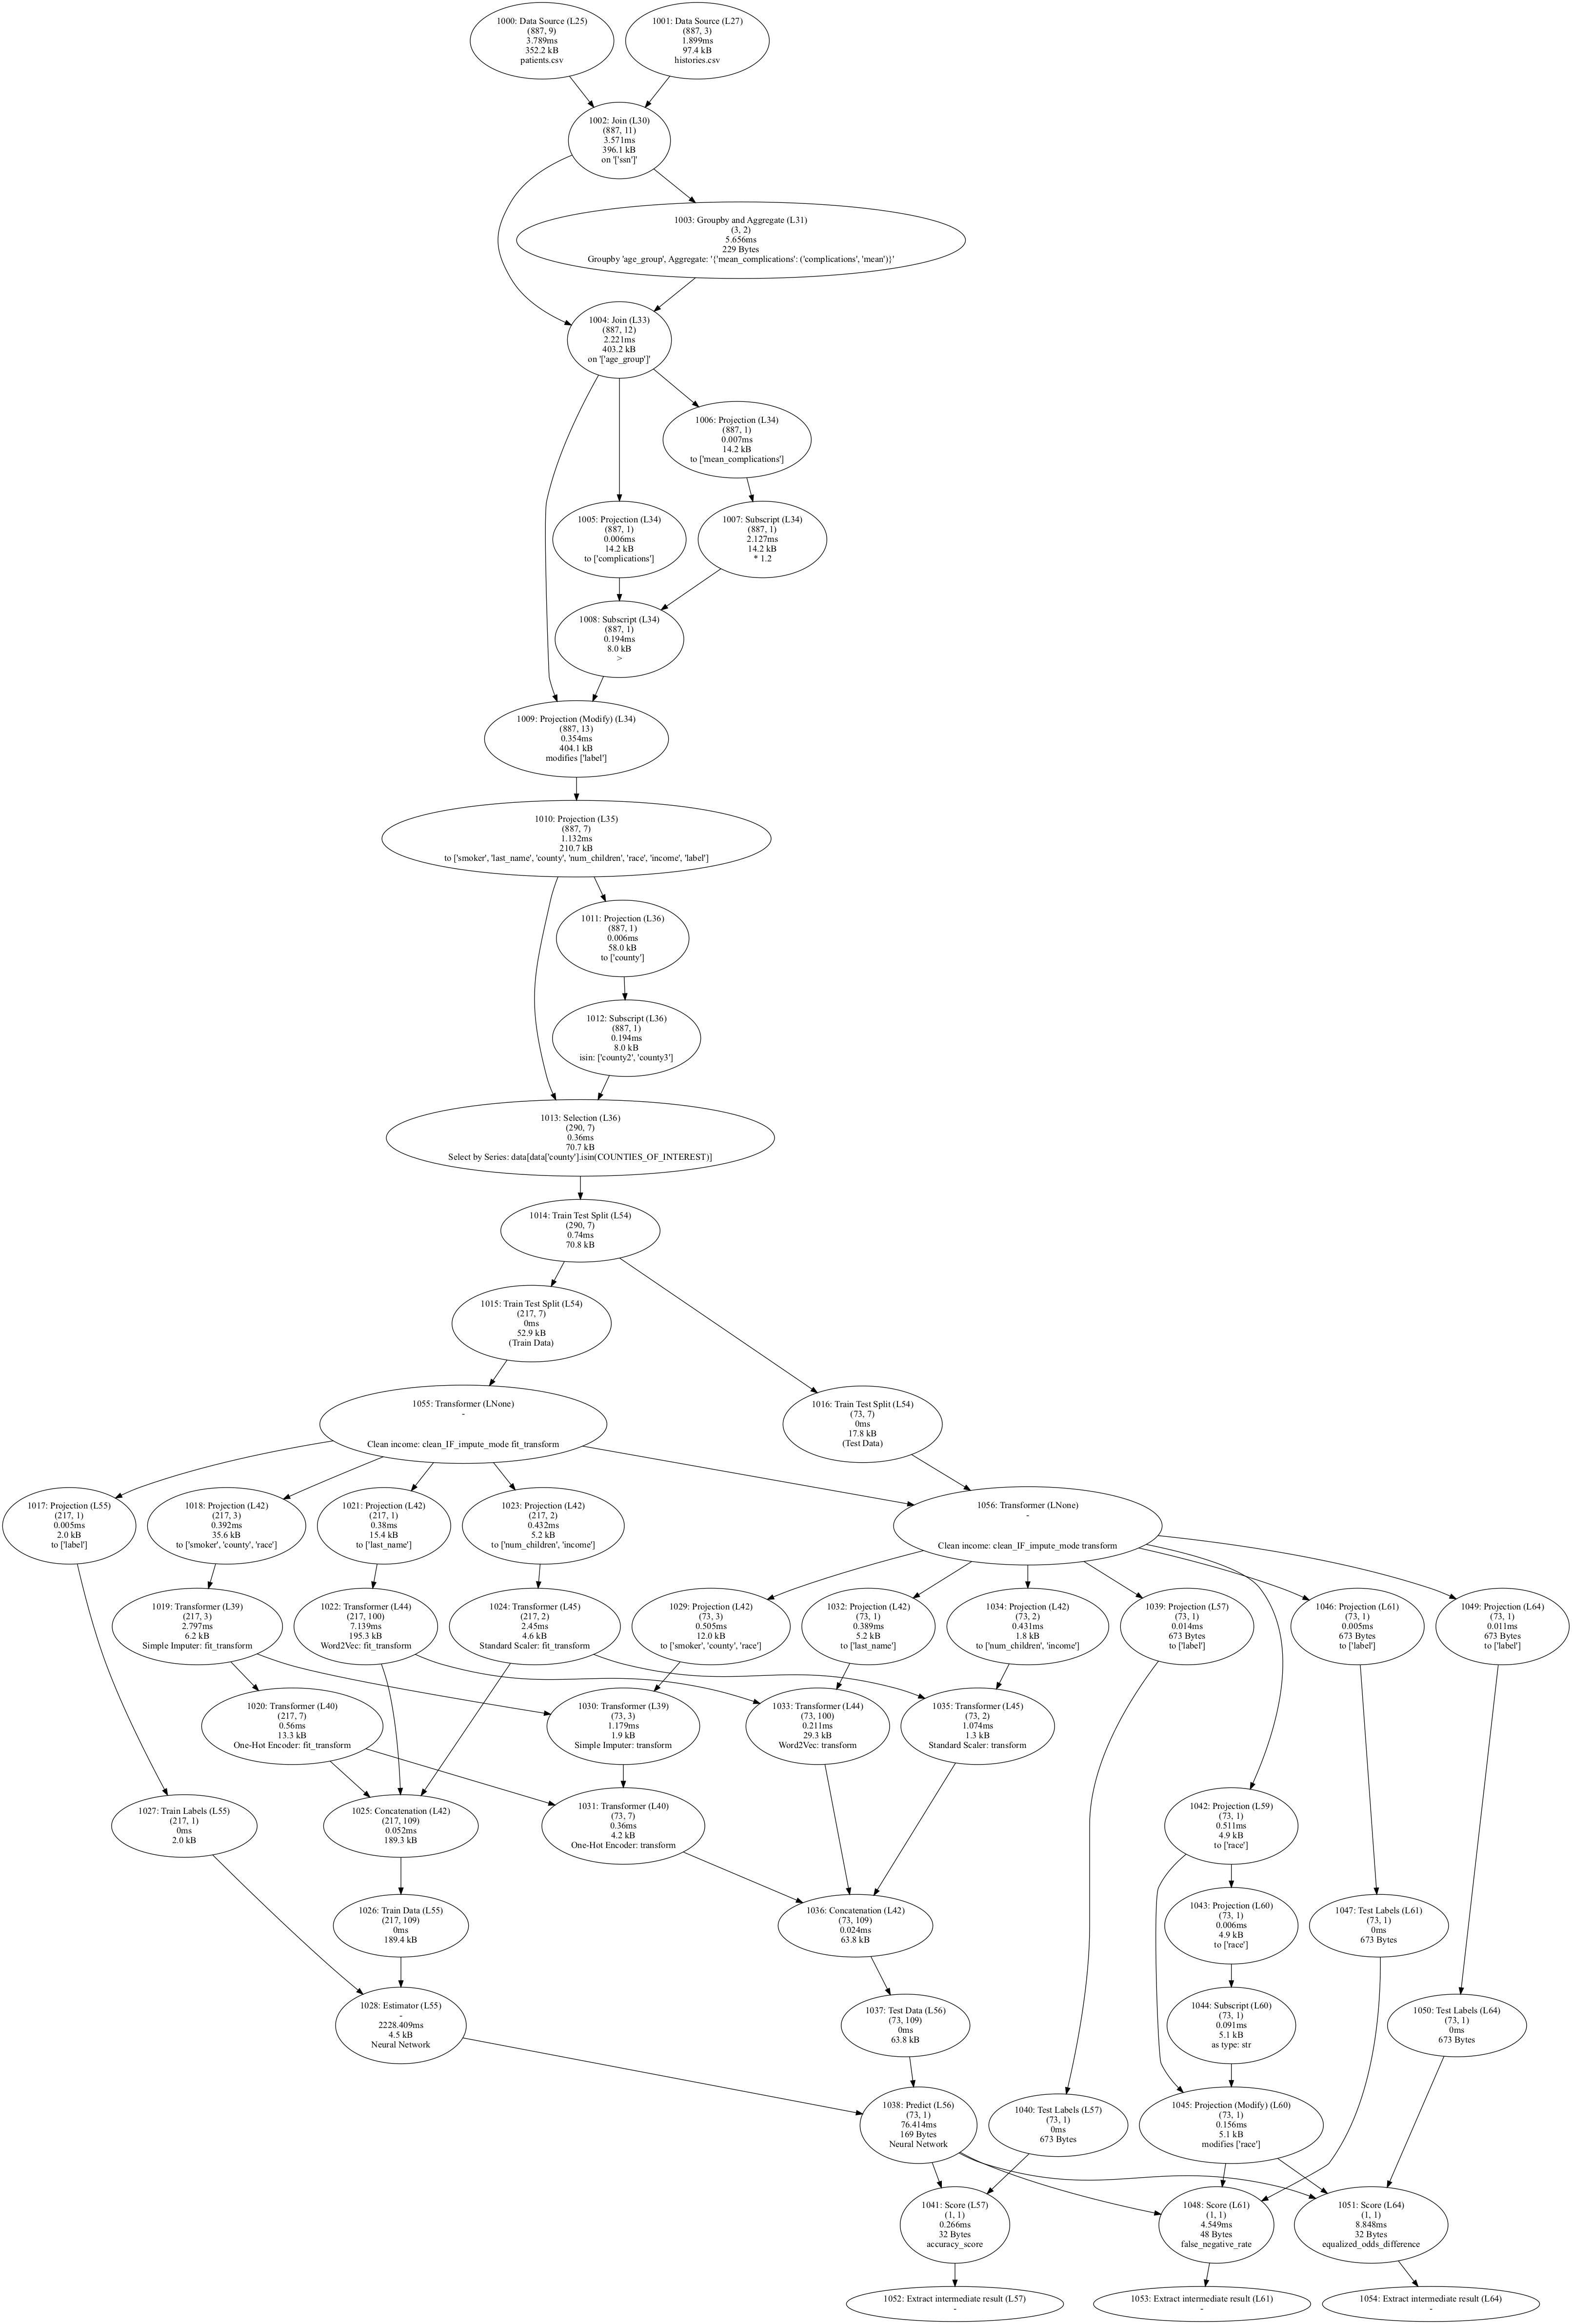 1000: Data Source (L25)
(887, 9)
3.789ms
352.2 kB
patients.csv
1001: Data Source (L27)
(887, 3)
1.899ms
97.4 kB
histories.csv
1002: Join (L30)
(887, 11)
3.571ms
396.1 kB
on '['ssn']'
1003: Groupby and Aggregate (L31)
(3, 2)
5.656ms
229 Bytes
Groupby 'age_group', Aggregate: '{'mean_complications': ('complications', 'mean')}'
1004: Join (L33)
(887, 12)
2.221ms
403.2 kB
on '['age_group']'
1006: Projection (L34)
(887, 1)
0.007ms
14.2 kB
to ['mean_complications']
1005: Projection (L34)
(887, 1)
0.006ms
14.2 kB
to ['complications']
1007: Subscript (L34)
(887, 1)
2.127ms
14.2 kB
* 1.2
1008: Subscript (L34)
(887, 1)
0.194ms
8.0 kB
>
1009: Projection (Modify) (L34)
(887, 13)
0.354ms
404.1 kB
modifies ['label']
1010: Projection (L35)
(887, 7)
1.132ms
210.7 kB
to ['smoker', 'last_name', 'county', 'num_children', 'race', 'income', 'label']
1011: Projection (L36)
(887, 1)
0.006ms
58.0 kB
to ['county']
1012: Subscript (L36)
(887, 1)
0.194ms
8.0 kB
isin: ['county2', 'county3']
1013: Selection (L36)
(290, 7)
0.36ms
70.7 kB
Select by Series: data[data['county'].isin(COUNTIES_OF_INTEREST)]
1014: Train Test Split (L54)
(290, 7)
0.74ms
70.8 kB
1015: Train Test Split (L54)
(217, 7)
0ms
52.9 kB
(Train Data)
1055: Transformer (LNone)
-
Clean income: clean_IF_impute_mode fit_transform
1016: Train Test Split (L54)
(73, 7)
0ms
17.8 kB
(Test Data)
1017: Projection (L55)
(217, 1)
0.005ms
2.0 kB
to ['label']
1018: Projection (L42)
(217, 3)
0.392ms
35.6 kB
to ['smoker', 'county', 'race']
1021: Projection (L42)
(217, 1)
0.38ms
15.4 kB
to ['last_name']
1023: Projection (L42)
(217, 2)
0.432ms
5.2 kB
to ['num_children', 'income']
1056: Transformer (LNone)
-
Clean income: clean_IF_impute_mode transform
1019: Transformer (L39)
(217, 3)
2.797ms
6.2 kB
Simple Imputer: fit_transform
1022: Transformer (L44)
(217, 100)
7.139ms
195.3 kB
Word2Vec: fit_transform
1024: Transformer (L45)
(217, 2)
2.45ms
4.6 kB
Standard Scaler: fit_transform
1029: Projection (L42)
(73, 3)
0.505ms
12.0 kB
to ['smoker', 'county', 'race']
1032: Projection (L42)
(73, 1)
0.389ms
5.2 kB
to ['last_name']
1034: Projection (L42)
(73, 2)
0.431ms
1.8 kB
to ['num_children', 'income']
1039: Projection (L57)
(73, 1)
0.014ms
673 Bytes
to ['label']
1046: Projection (L61)
(73, 1)
0.005ms
673 Bytes
to ['label']
1049: Projection (L64)
(73, 1)
0.011ms
673 Bytes
to ['label']
1020: Transformer (L40)
(217, 7)
0.56ms
13.3 kB
One-Hot Encoder: fit_transform
1030: Transformer (L39)
(73, 3)
1.179ms
1.9 kB
Simple Imputer: transform
1033: Transformer (L44)
(73, 100)
0.211ms
29.3 kB
Word2Vec: transform
1035: Transformer (L45)
(73, 2)
1.074ms
1.3 kB
Standard Scaler: transform
1027: Train Labels (L55)
(217, 1)
0ms
2.0 kB
1025: Concatenation (L42)
(217, 109)
0.052ms
189.3 kB
1031: Transformer (L40)
(73, 7)
0.36ms
4.2 kB
One-Hot Encoder: transform
1042: Projection (L59)
(73, 1)
0.511ms
4.9 kB
to ['race']
1026: Train Data (L55)
(217, 109)
0ms
189.4 kB
1036: Concatenation (L42)
(73, 109)
0.024ms
63.8 kB
1043: Projection (L60)
(73, 1)
0.006ms
4.9 kB
to ['race']
1047: Test Labels (L61)
(73, 1)
0ms
673 Bytes
1028: Estimator (L55)
-
2228.409ms
4.5 kB
Neural Network
1037: Test Data (L56)
(73, 109)
0ms
63.8 kB
1044: Subscript (L60)
(73, 1)
0.091ms
5.1 kB
as type: str
1050: Test Labels (L64)
(73, 1)
0ms
673 Bytes
1038: Predict (L56)
(73, 1)
76.414ms
169 Bytes
Neural Network
1040: Test Labels (L57)
(73, 1)
0ms
673 Bytes
1045: Projection (Modify) (L60)
(73, 1)
0.156ms
5.1 kB
modifies ['race']
1041: Score (L57)
(1, 1)
0.266ms
32 Bytes
accuracy_score
1048: Score (L61)
(1, 1)
4.549ms
48 Bytes
false_negative_rate
1051: Score (L64)
(1, 1)
8.848ms
32 Bytes
equalized_odds_difference
1052: Extract intermediate result (L57)
-
1053: Extract intermediate result (L61)
-
1054: Extract intermediate result (L64)
-